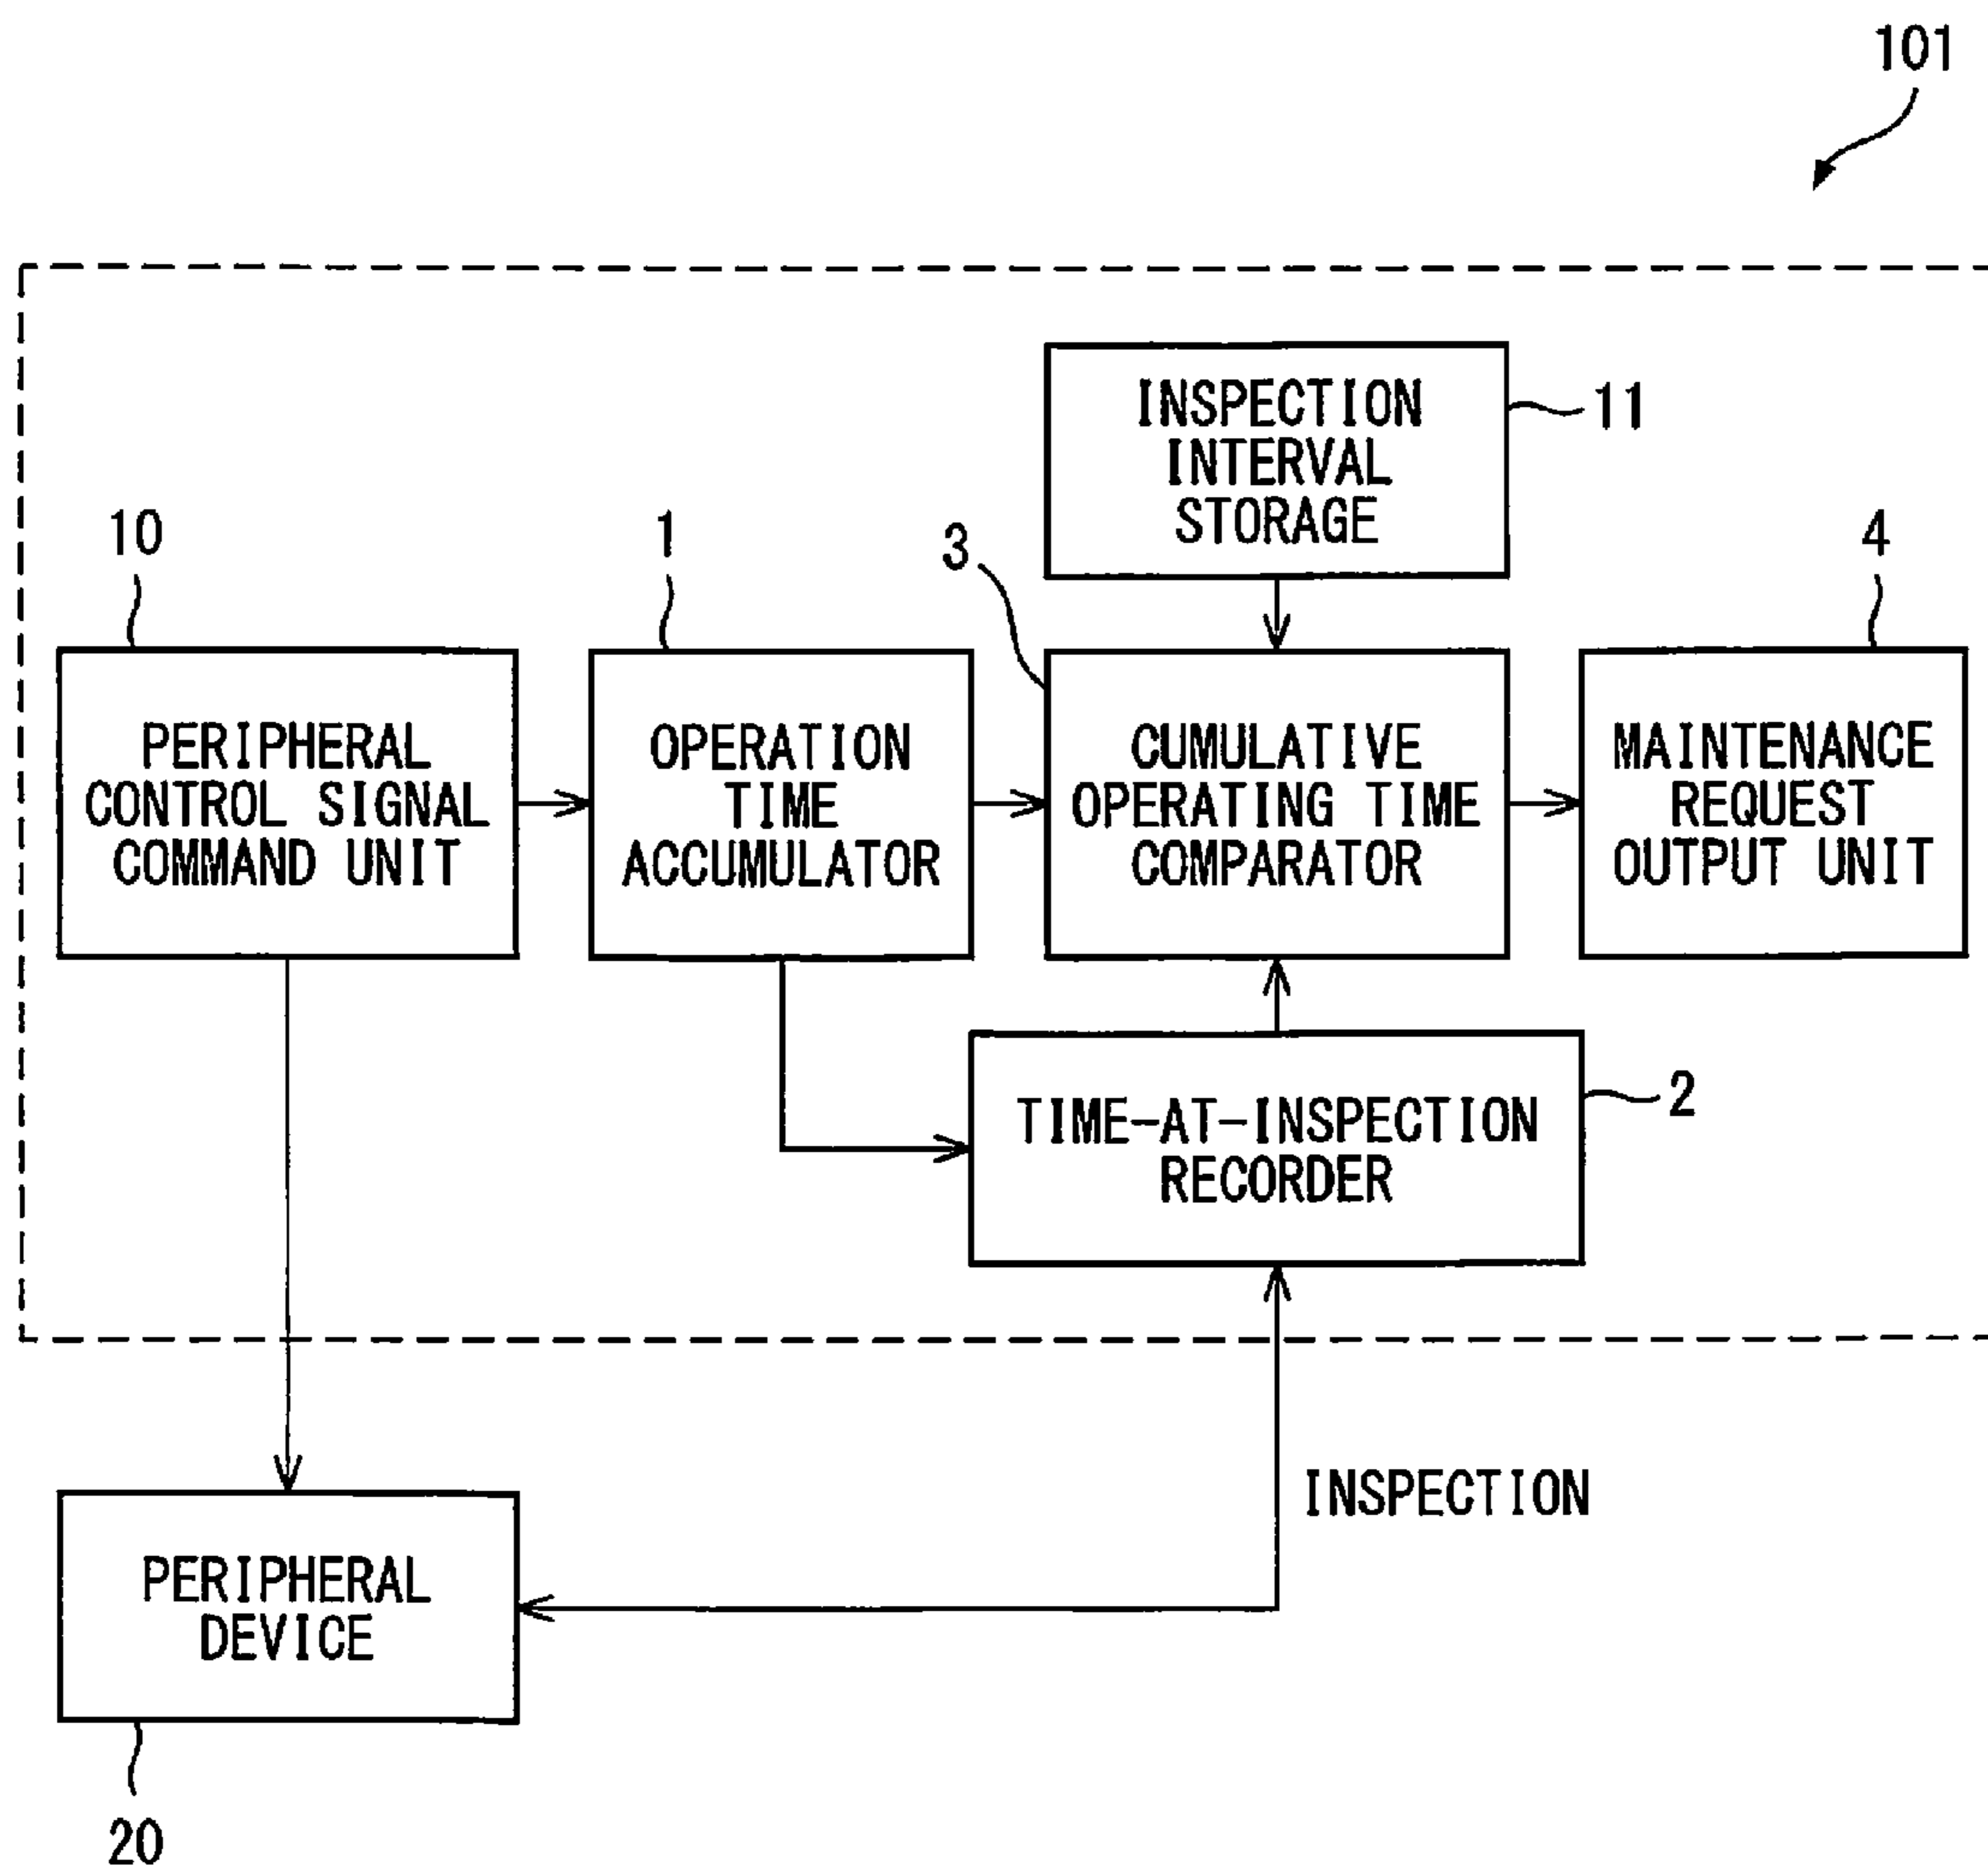 101
INSPECTION
INTERVAL
STORAGE
11
10
1
3
4
PERIPHERAL
CONTROL SIGNAL
COMMAND UNIT
OPERATION
TIME
ACCUMULATOR
CUMULATIVE
OPERATING TIME
COMPARATOR
MAINTENANCE
REQUEST
OUTPUT UNIT
TIME-AT-INSPECTION
RECORDER
2
INSPECTION
PERIPHERAL
DEVICE
20